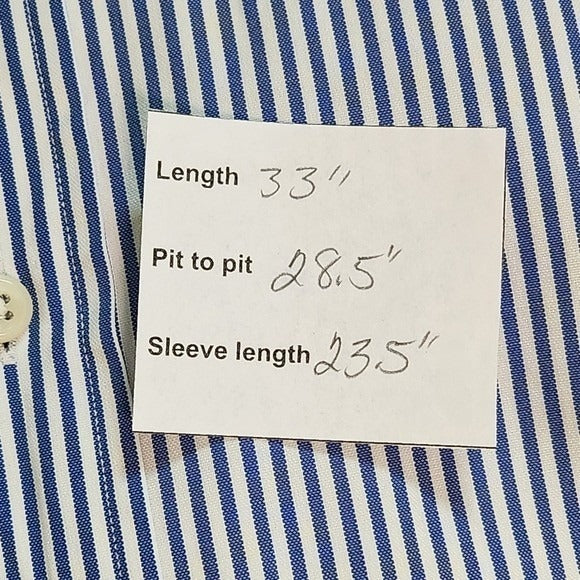 Length 33"
Pit to pit 28.5"
Sleeve length 23.5"